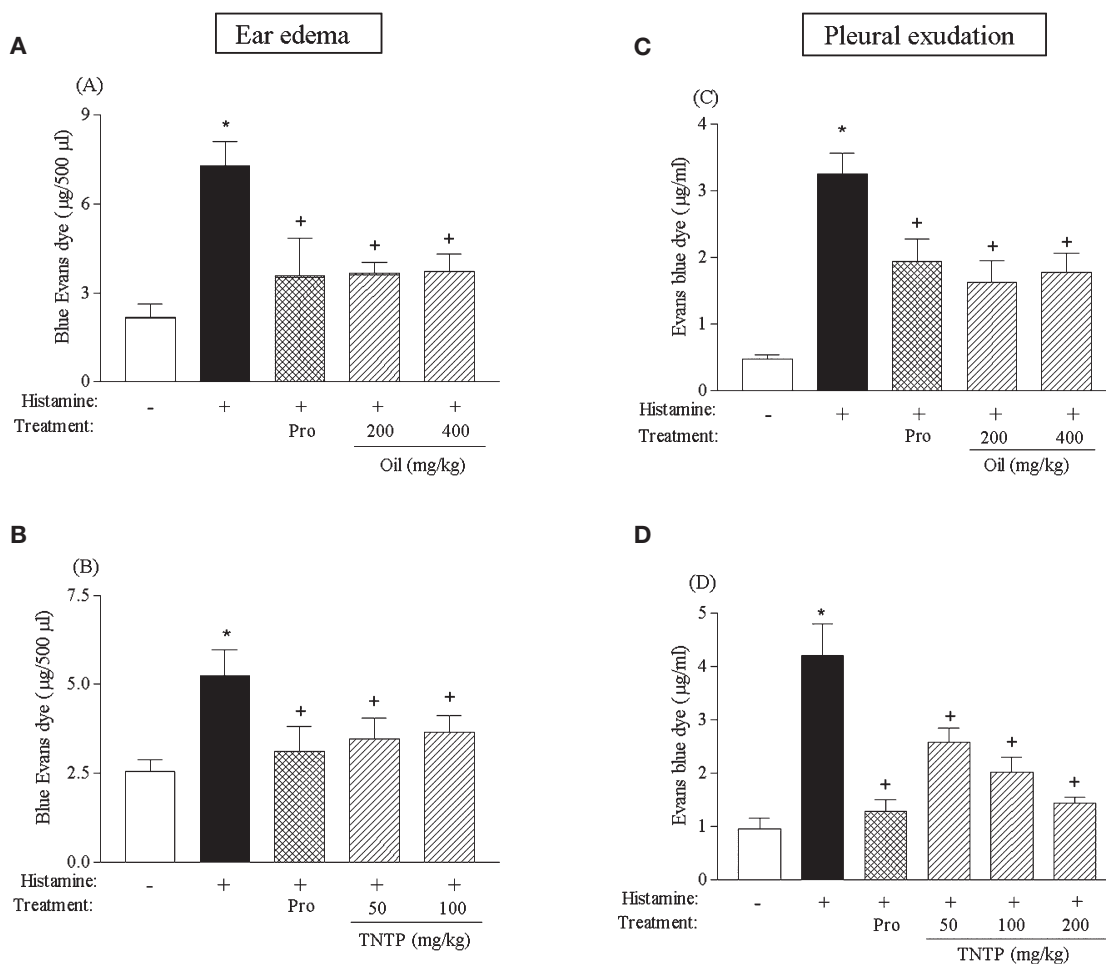 A
Ear edema
(A)
Blue Evans dye (µg/500 µl)
9
6
3
0
*
+
+
+
Histamine: - + + + +
Treatment: Pro 200 400
Oil (mg/kg)
C
Pleural exudation
(C)
Evans blue dye (µg/ml)
4
3
2
1
0
*
+
+
+
Histamine: - + + + +
Treatment: Pro 200 400
Oil (mg/kg)
B
(B)
Blue Evans dye (µg/500 µl)
7.5
5.0
2.5
0.0
*
+
+
+
Histamine: - + + + +
Treatment: Pro 50 100
TNTP (mg/kg)
D
(D)
Evans blue dye (µg/ml)
5
4
3
2
1
0
*
+
+
+
+
Histamine: - + + + + +
Treatment: Pro 50 100 200
TNTP (mg/kg)